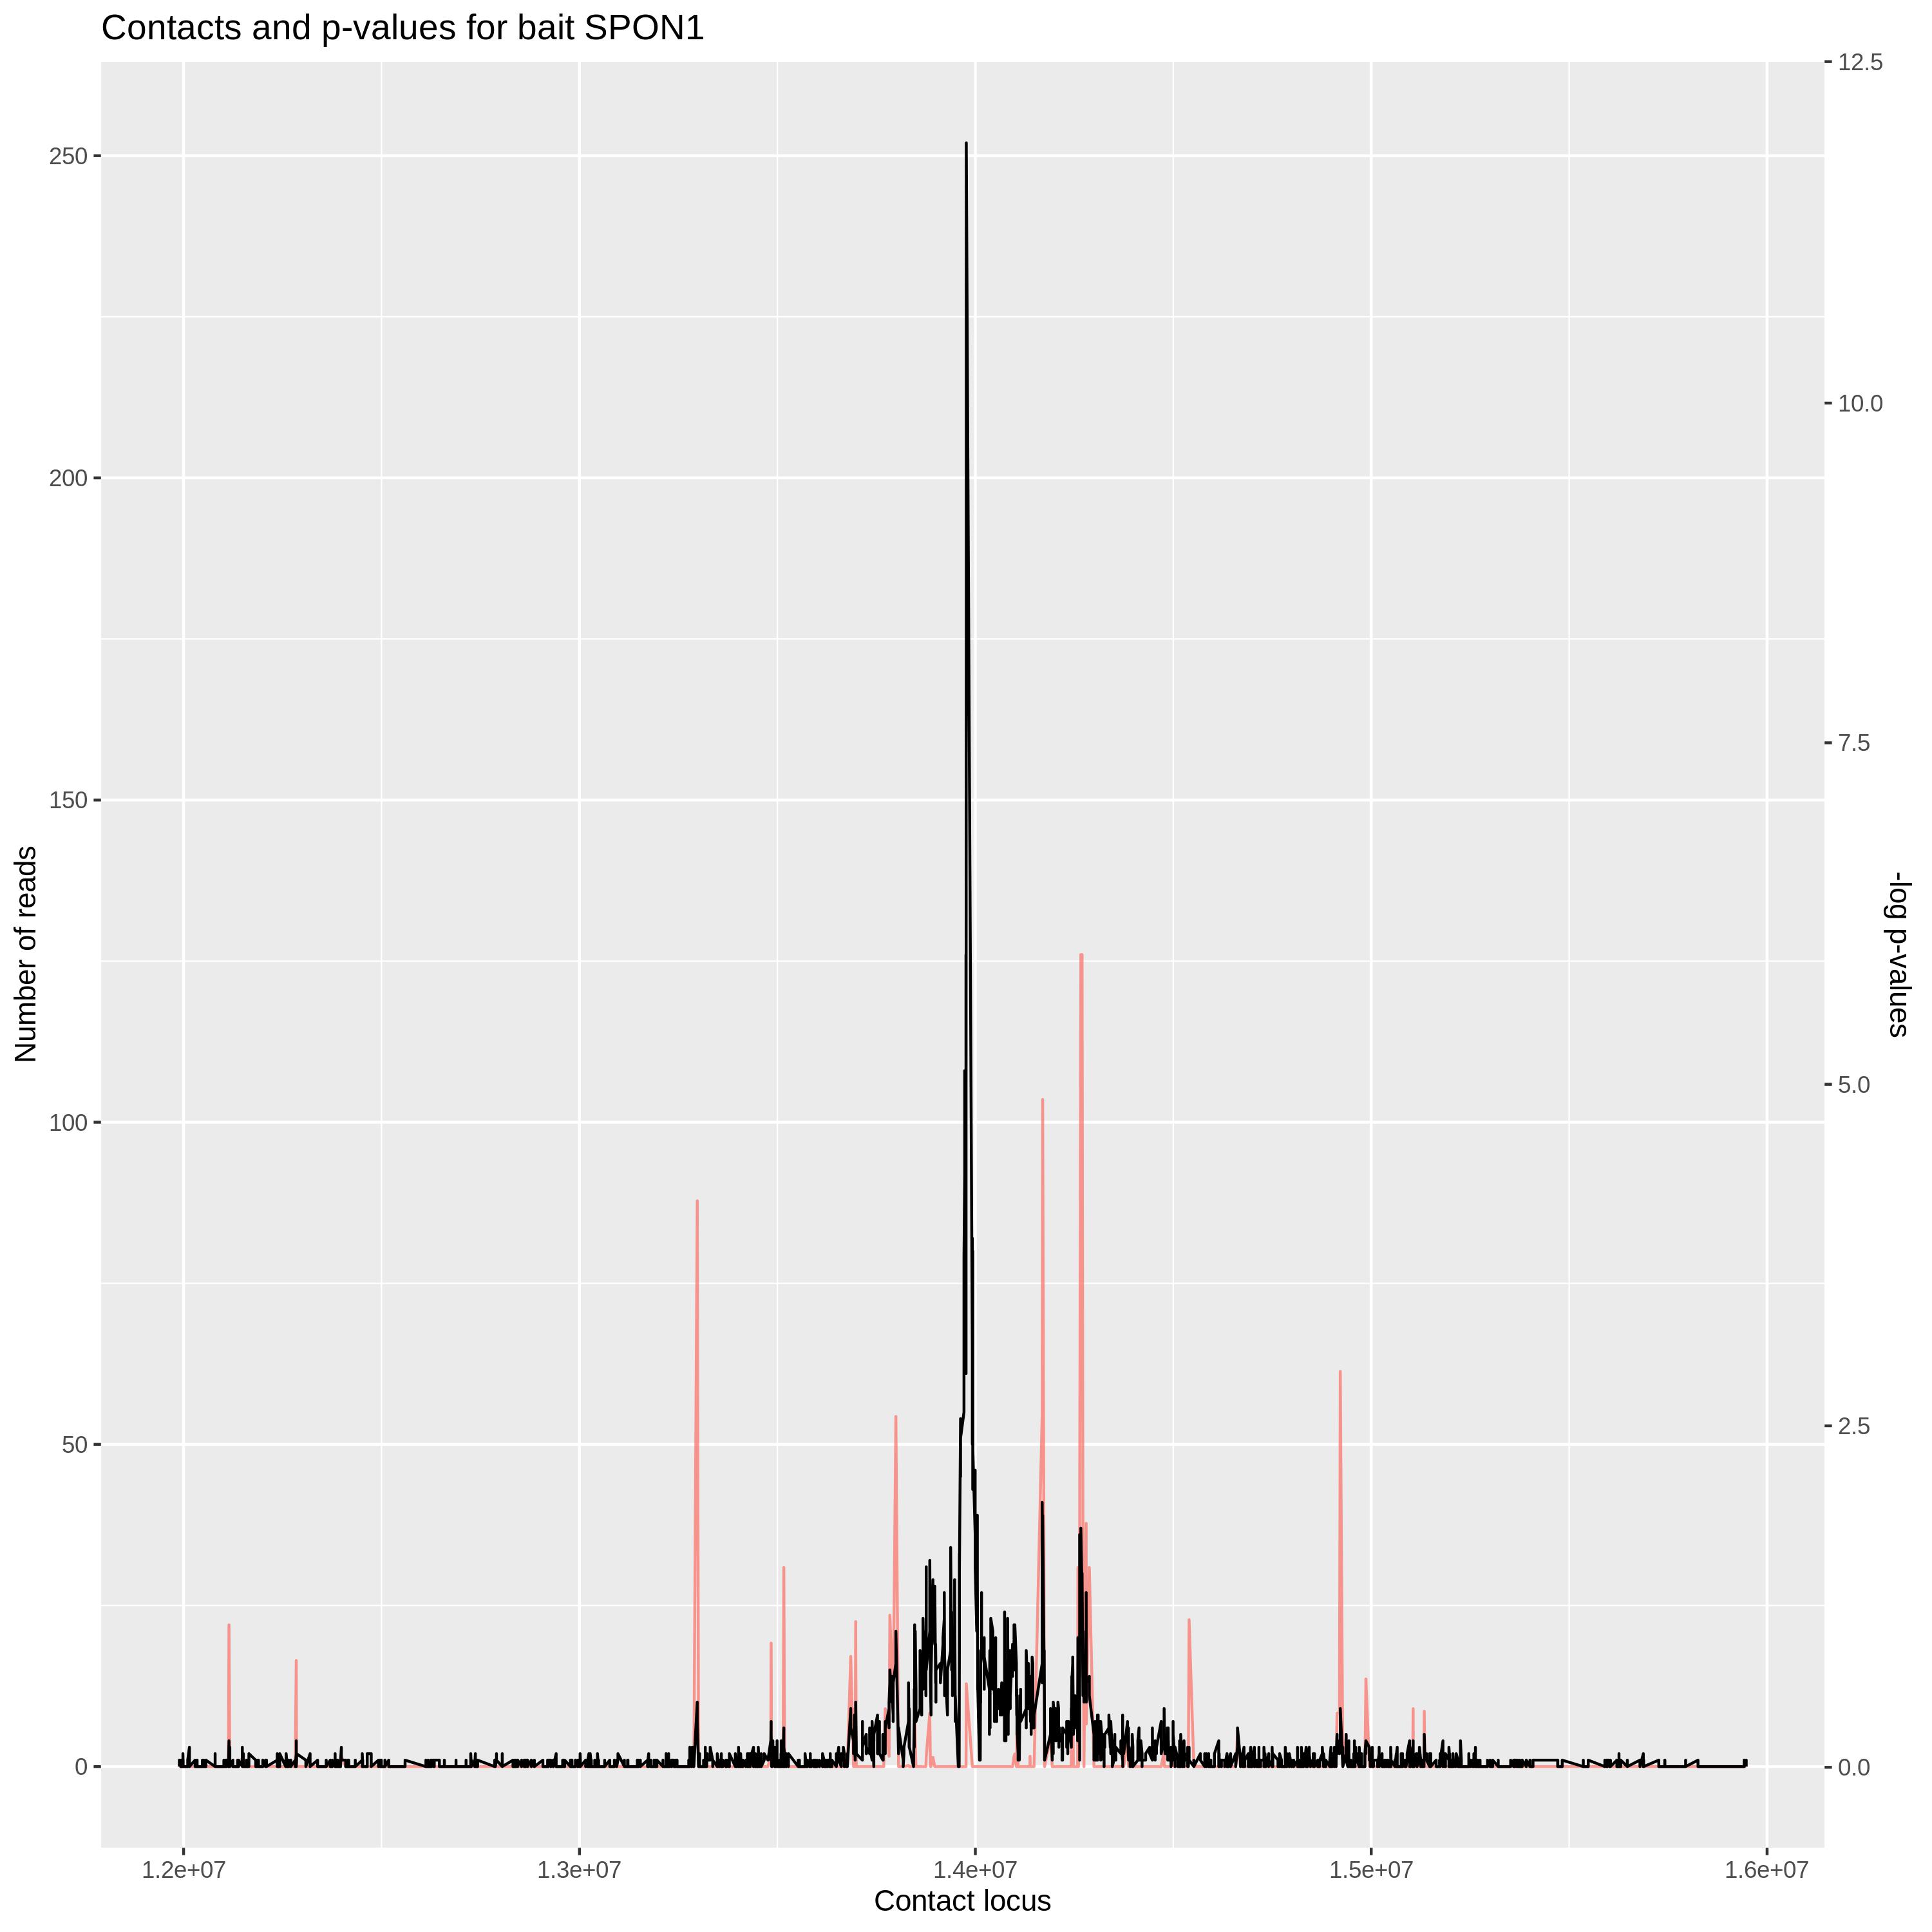 Contacts and p-values for bait SPON1
12.5
250
10.0
200
7.5
150
Number of reads
-log p-values
5.0
100
2.5
50
0
0.0
1.2e+07
1.3e+07
1.4e+07
1.5e+07
1.6e+07
Contact locus